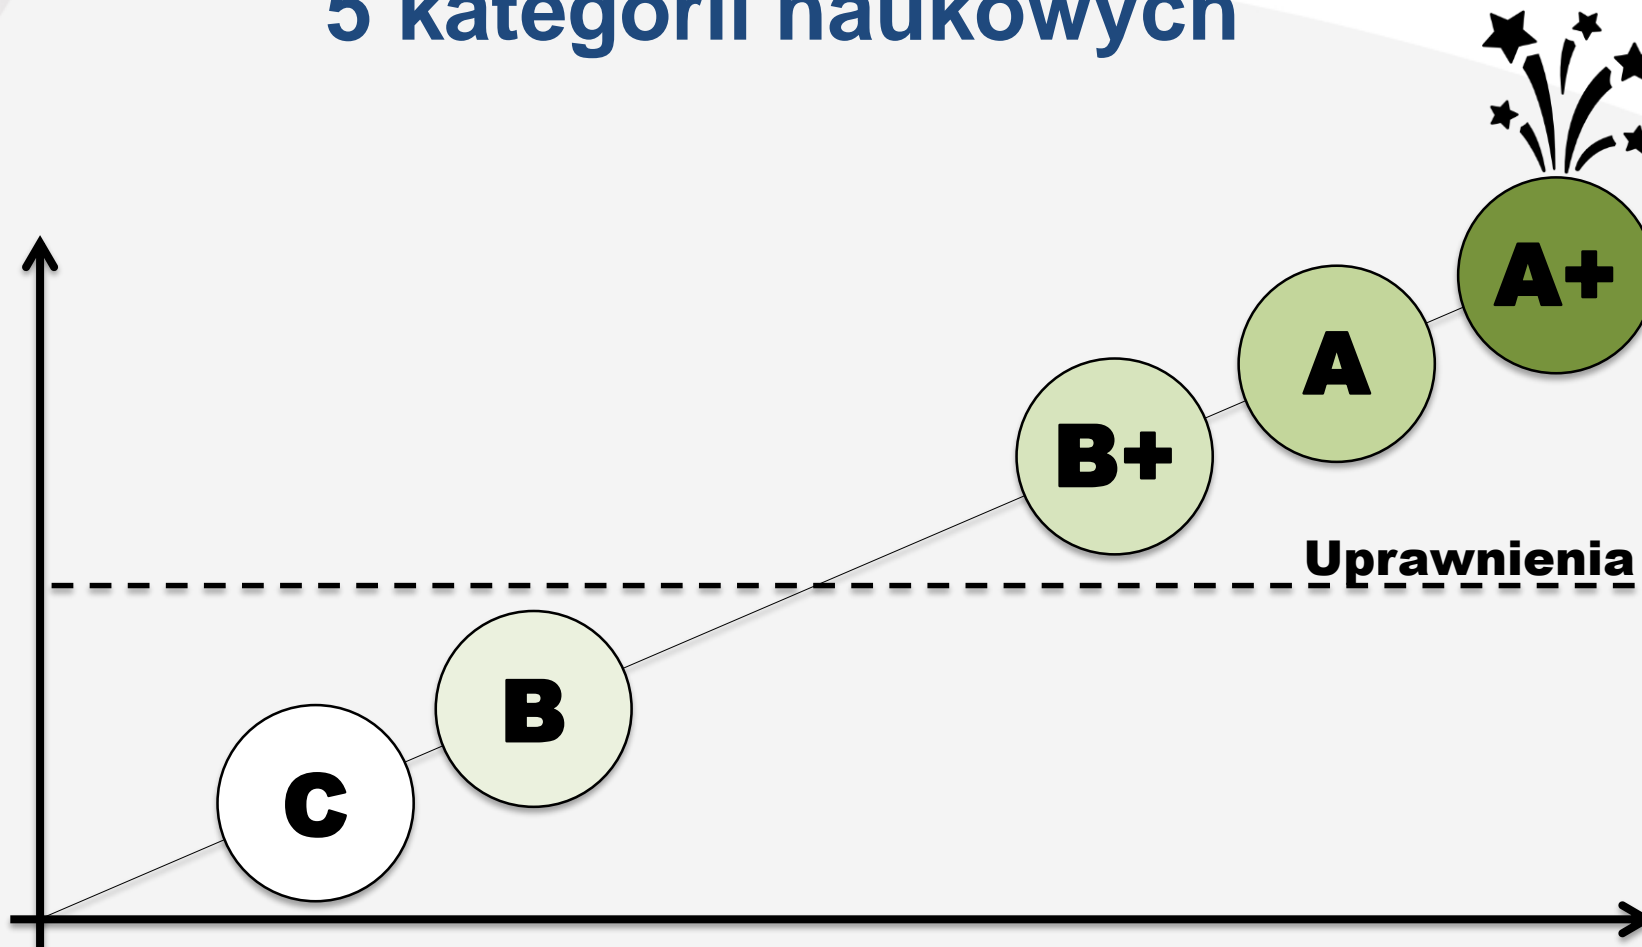 5 kategorii naukowych
A+
A
B+
Uprawnienia
B
C